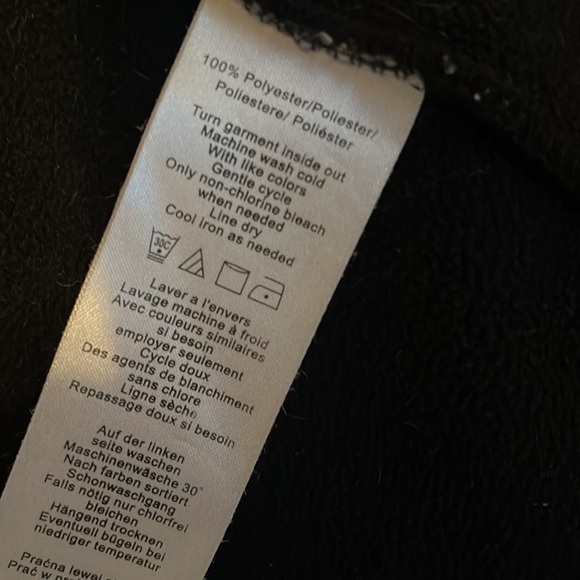 100% Polyester/Poliester/
Poliestere/ Poliéster
Turn garment inside out
Machine wash cold
With like colors
Gentle cycle
Only non-chlorine bleach
when needed
Line dry
Cool iron as needed
30C
Laver a l'envers
Lavage machine à froid
Avec couleurs similaires
si besoin
employer seulement
Cycle doux
Des agents de blanchiment
sans chlore
Ligne sèche
Repassage doux si besoin
Auf der linken
seite waschen
Maschinenwäsche 30°
Nach farben sortiert
Schonwaschgang
Falls nötig nur chlorfrei
bleichen
Hängend trocknen
Eventuell bügeln bei
niedriger temperatur
Praćna lewej
Prać w